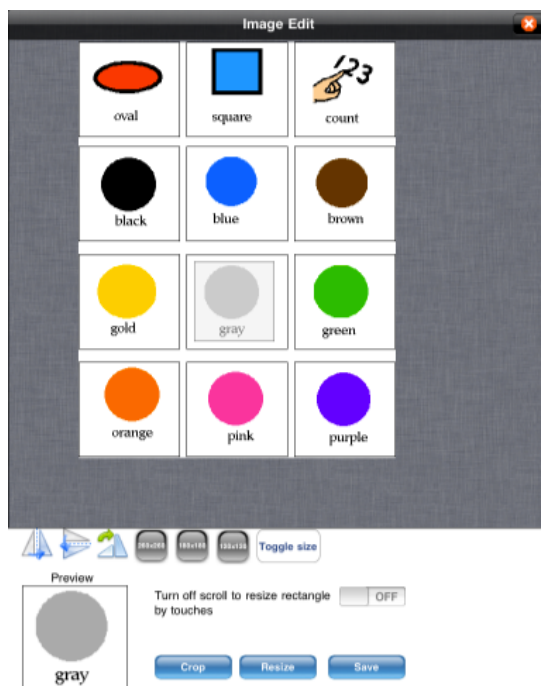 Image Edit
oval square count
123
black blue brown
gold gray green
orange pink purple
Toggle size
Preview
Turn off scroll to resize rectangle OFF
by touches
gray
Crop Resize Save